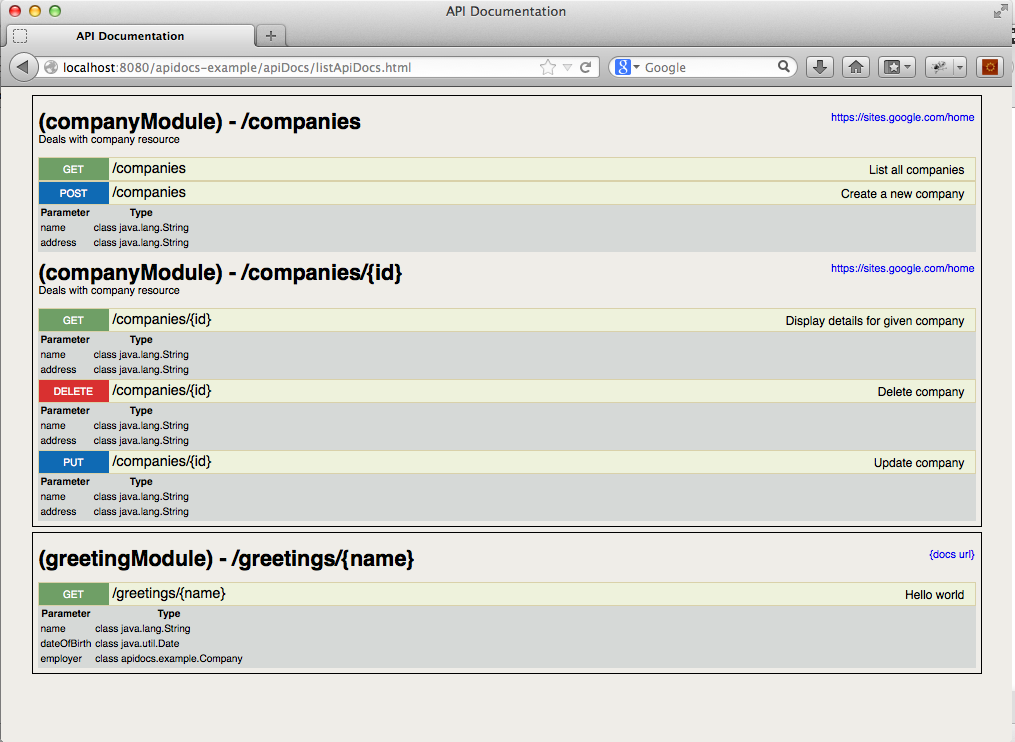 API Documentation
API Documentation
localhost:8080/apidocs-example/apiDocs/listApiDocs.html
Google
(companyModule) - /companies
https://sites.google.com/home
Deals with company resource
GET /companies List all companies
POST /companies Create a new company
Parameter Type
name class java.lang.String
address class java.lang.String
(companyModule) - /companies/{id}
https://sites.google.com/home
Deals with company resource
GET /companies/{id} Display details for given company
Parameter Type
name class java.lang.String
address class java.lang.String
DELETE /companies/{id} Delete company
Parameter Type
name class java.lang.String
address class java.lang.String
PUT /companies/{id} Update company
Parameter Type
name class java.lang.String
address class java.lang.String
(greetingModule) - /greetings/{name}
{docs url}
GET /greetings/{name} Hello world
Parameter Type
name class java.lang.String
dateOfBirth class java.util.Date
employer class apidocs.example.Company